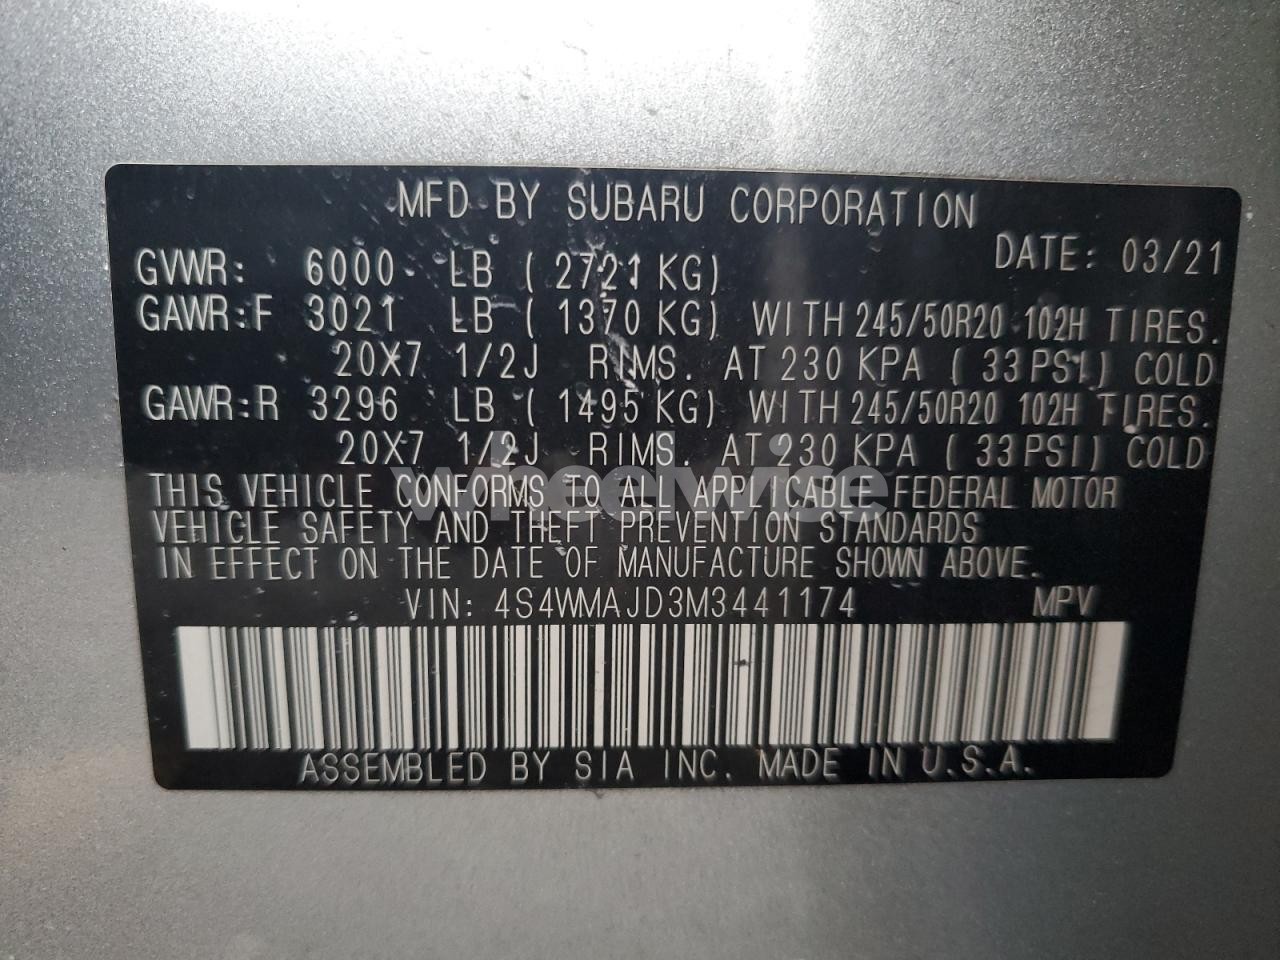 MFD BY SUBARU CORPORATION
DATE: 03/21
GVWR: 6000 LB ( 2721 KG)
GAWR:F 3021 LB ( 1370 KG) WITH 245/50R20 102H TIRES.
20X7 1/2J RIMS. AT 230 KPA ( 33PSI) COLD
GAWR:R 3296 LB ( 1495 KG) WITH 245/50R20 102H TIRES.
20X7 1/2J RIMS. AT 230 KPA ( 33PSI) COLD
wheelwise
THIS VEHICLE CONFORMS TO ALL APPLICABLE FEDERAL MOTOR
VEHICLE SAFETY AND THEFT PREVENTION STANDARDS
IN EFFECT ON THE DATE OF MANUFACTURE SHOWN ABOVE.
VIN: 4S4WMAJD3M3441174 MPV
ASSEMBLED BY SIA INC. MADE IN U.S.A.